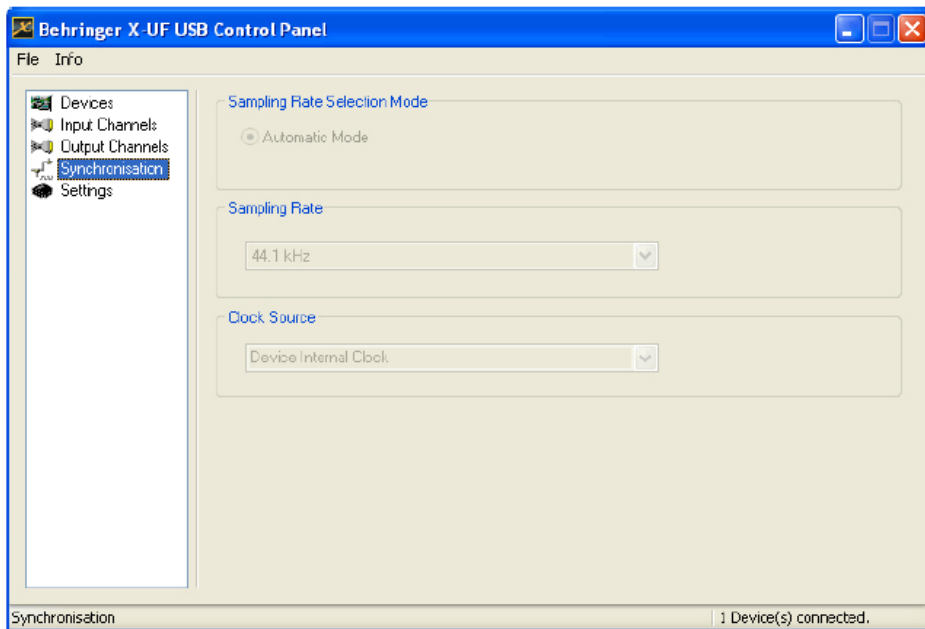 Behringer X-UF USB Control Panel
File Info
Devices
Input Channels
Output Channels
Synchronisation
Settings
Sampling Rate Selection Mode
Automatic Mode
Sampling Rate
44.1 kHz
Clock Source
Device Internal Clock
Synchronisation
1 Device(s) connected.